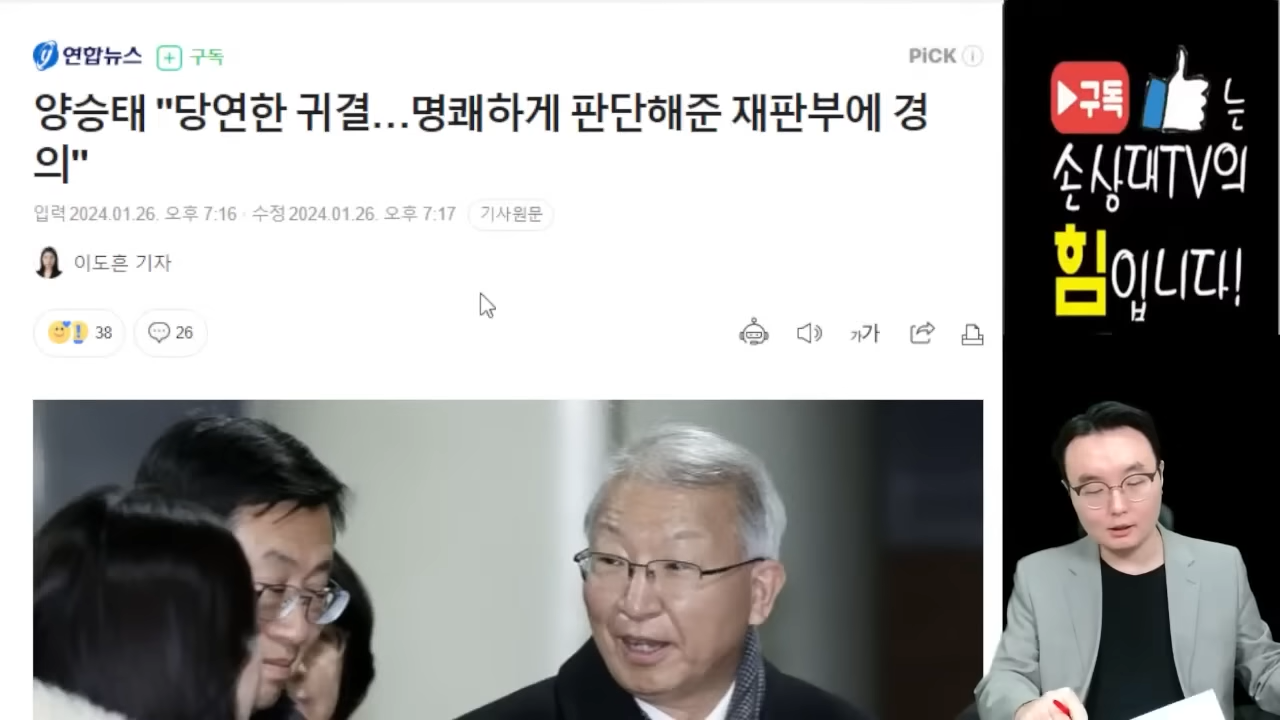 연합뉴스 구독
PiCK
양승태 "당연한 귀결…명쾌하게 판단해준 재판부에 경
의"
입력 2024.01.26. 오후 7:16 · 수정 2024.01.26. 오후 7:17 기사원문
이도흔 기자
38 26
가가
구독 는
손상대TV의
힘입니다!